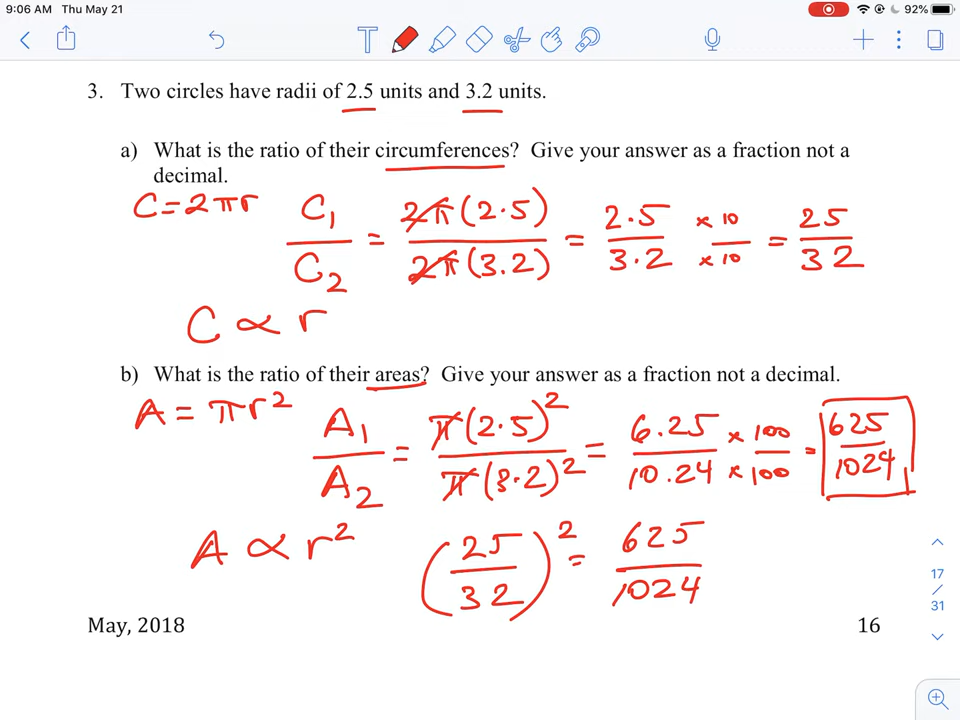 9:06 AM Thu May 21 92%
T
3. Two circles have radii of 2.5 units and 3.2 units.
a) What is the ratio of their circumferences? Give your answer as a fraction not a
decimal.
C = 2πr C₁/C₂ = 2π(2.5)/2π(3.2) = 2.5/3.2 ×10/×10 = 25/32
C ∝ r
b) What is the ratio of their areas? Give your answer as a fraction not a decimal.
A = πr² A₁/A₂ = π(2.5)²/π(3.2)² = 6.25/10.24 ×100/×100 = 625/1024
A ∝ r² (25/32)² = 625/1024
17
/
31
May, 2018 16